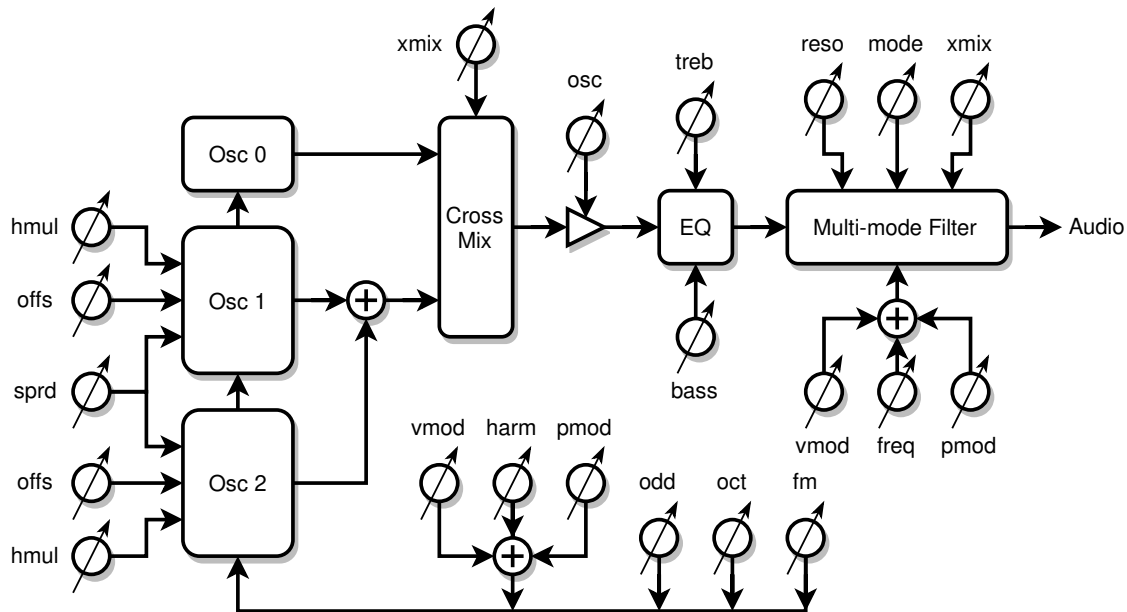 xmix
reso
mode
xmix
osc
treb
Osc 0
hmul
Cross
Mix
EQ
Multi-mode Filter
Audio
offs
Osc 1
sprd
bass
vmod
harm
pmod
vmod
freq
pmod
offs
Osc 2
odd
oct
fm
hmul